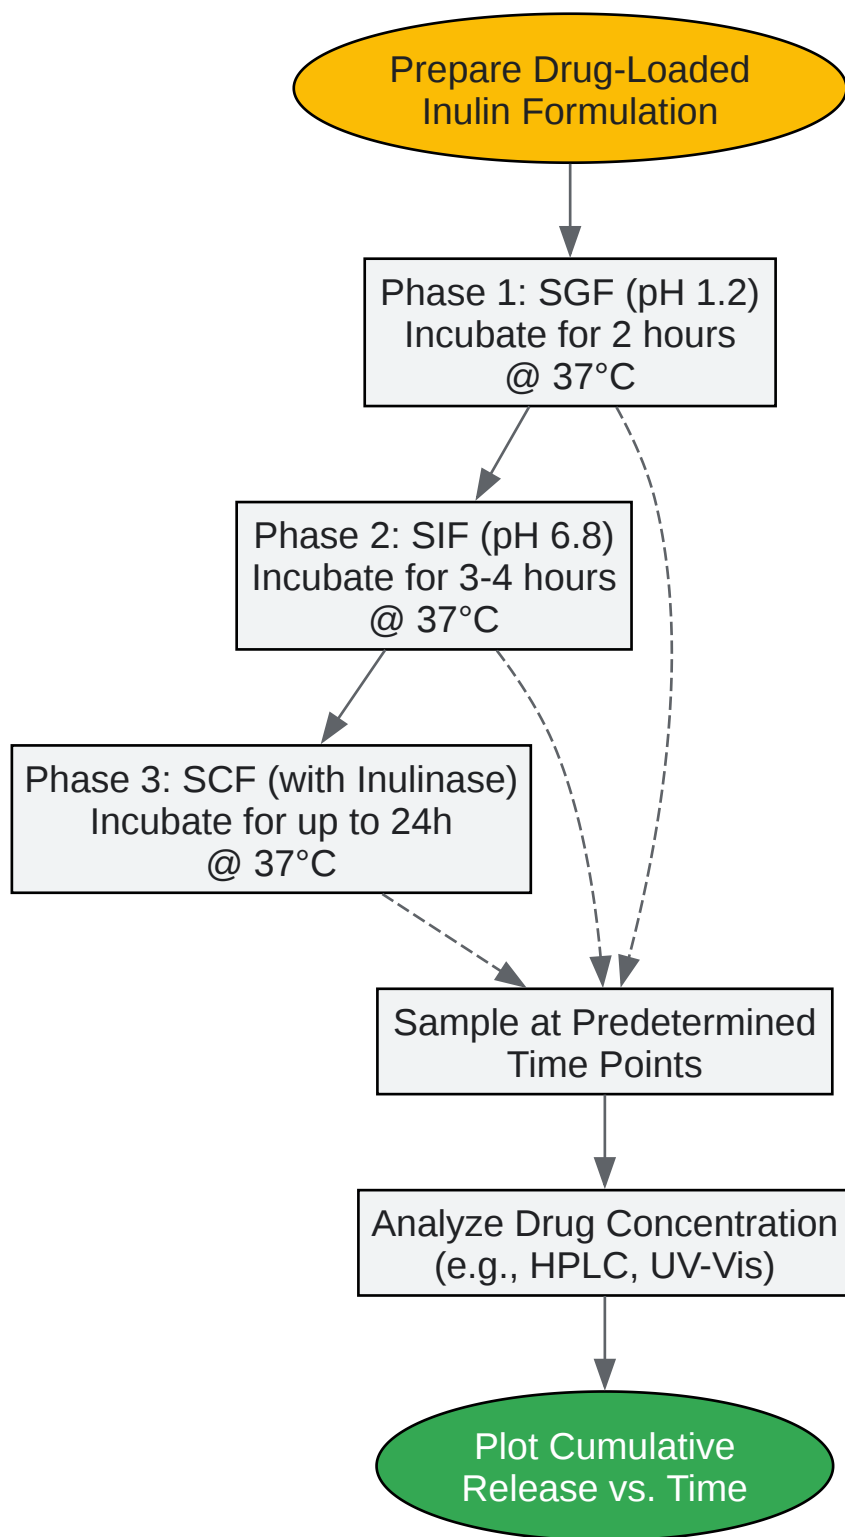 Prepare Drug-Loaded
Inulin Formulation
Phase 1: SGF (pH 1.2)
Incubate for 2 hours
@ 37°C
Phase 2: SIF (pH 6.8)
Incubate for 3-4 hours
@ 37°C
Phase 3: SCF (with Inulinase)
Incubate for up to 24h
@ 37°C
Sample at Predetermined
Time Points
Analyze Drug Concentration
(e.g., HPLC, UV-Vis)
Plot Cumulative
Release vs. Time